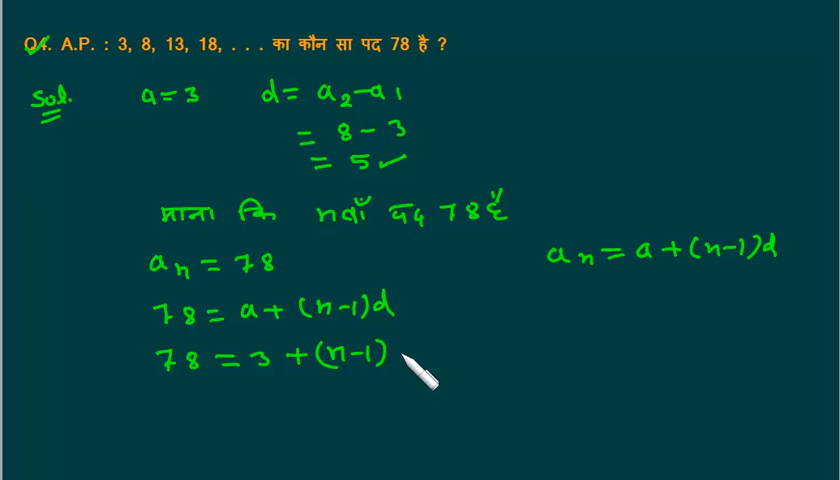 Q4. A.P. : 3, 8, 13, 18, . . . का कौन सा पद 78 है ?
Sol. a = 3 d = a₂ - a₁
= 8 - 3
= 5 ✓
माना कि nवाँ पद 78 है
aₙ = 78 aₙ = a + (n-1)d
78 = a + (n-1)d
78 = 3 + (n-1)